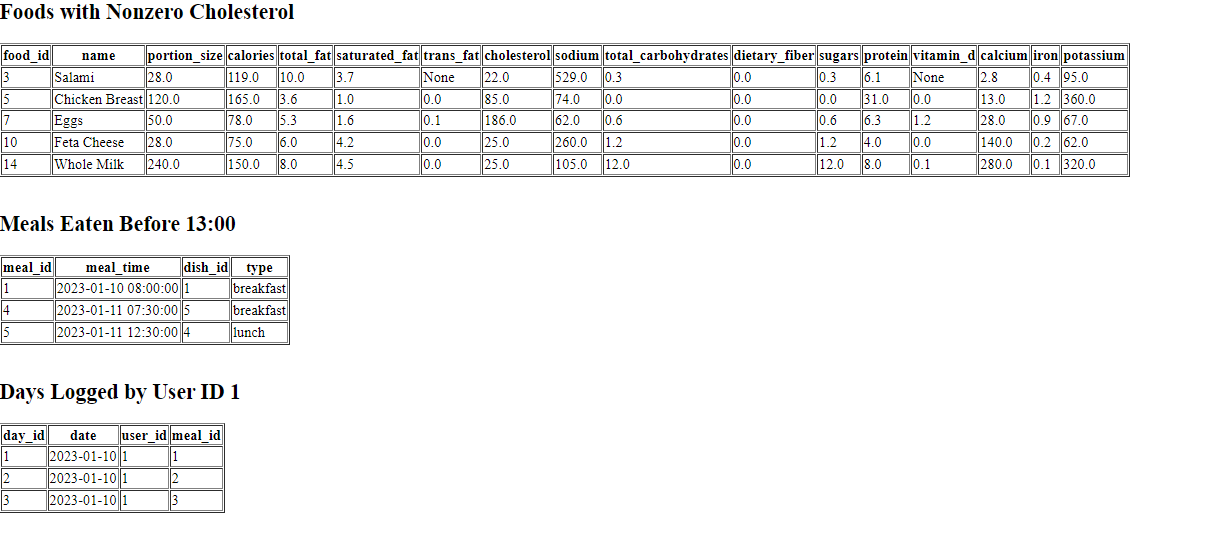 Foods with Nonzero Cholesterol
food_id name portion_size calories total_fat saturated_fat trans_fat cholesterol sodium total_carbohydrates dietary_fiber sugars protein vitamin_d calcium iron potassium
3 Salami 28.0 119.0 10.0 3.7 None 22.0 529.0 0.3 0.0 0.3 6.1 None 2.8 0.4 95.0
5 Chicken Breast 120.0 165.0 3.6 1.0 0.0 85.0 74.0 0.0 0.0 0.0 31.0 0.0 13.0 1.2 360.0
7 Eggs 50.0 78.0 5.3 1.6 0.1 186.0 62.0 0.6 0.0 0.6 6.3 1.2 28.0 0.9 67.0
10 Feta Cheese 28.0 75.0 6.0 4.2 0.0 25.0 260.0 1.2 0.0 1.2 4.0 0.0 140.0 0.2 62.0
14 Whole Milk 240.0 150.0 8.0 4.5 0.0 25.0 105.0 12.0 0.0 12.0 8.0 0.1 280.0 0.1 320.0
Meals Eaten Before 13:00
meal_id meal_time dish_id type
1 2023-01-10 08:00:00 1 breakfast
4 2023-01-11 07:30:00 5 breakfast
5 2023-01-11 12:30:00 4 lunch
Days Logged by User ID 1
day_id date user_id meal_id
1 2023-01-10 1 1
2 2023-01-10 1 2
3 2023-01-10 1 3